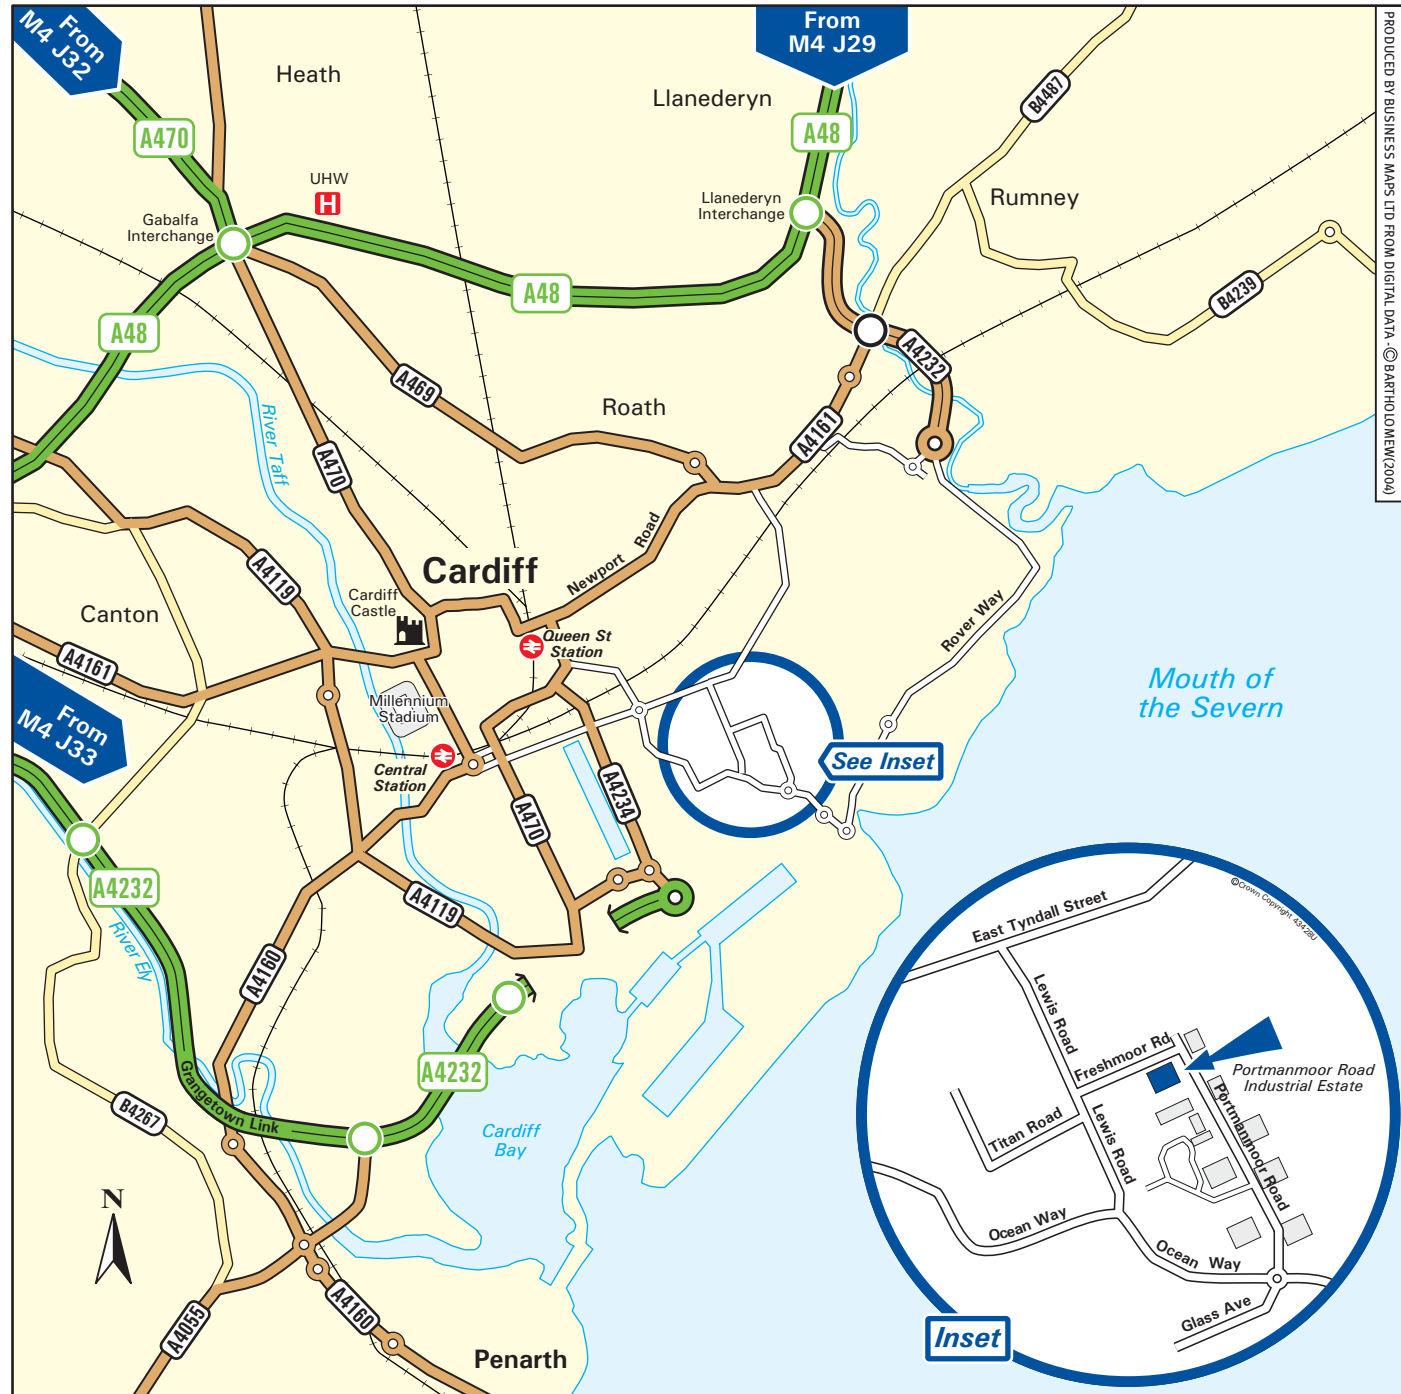 From
M4 J32
From
M4 J29
PRODUCED BY BUSINESS MAPS LTD FROM DIGITAL DATA - © BARTHOLOMEW (2004)
Heath
Llanederyn
B4487
A470
A48
UHW
H
Rumney
Llanederyn
Interchange
Gabalfa
Interchange
A48
B4239
A48
A4232
A469
Roath
River Taff
A4161
A470
Newport Road
Cardiff
A4119
Cardiff
Castle
Canton
Rover Way
Queen St
Station
A4161
Mouth of
the Severn
Millennium
Stadium
From
M4 J33
Central
Station
See Inset
A4234
A470
A4232
A4119
East Tyndall Street
©Crown Copyright 43428U
River Ely
A4160
Lewis Road
Freshmoor Rd
Portmanmoor Road
Industrial Estate
A4232
Grangetown Link
B4267
Cardiff
Bay
Titan Road
Lewis Road
Portmanmoor Road
N
Ocean Way
Ocean Way
A4055
A4160
Glass Ave
Inset
Penarth